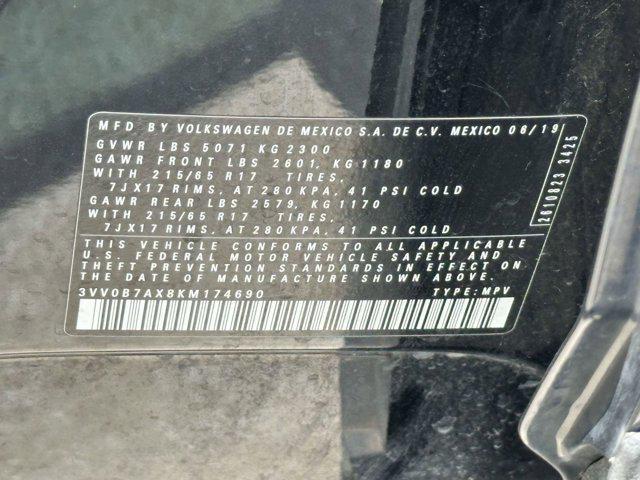 MFD. BY VOLKSWAGEN DE MEXICO S.A. DE C.V. MEXICO 06/19
GVWR LBS 5071 KG 2300
GAWR FRONT LBS 2601, KG 1180
WITH 215/65 R17 TIRES,
7JX17 RIMS, AT 280 KPA, 41 PSI COLD
GAWR REAR LBS 2579, KG 1170
WITH 215/65 R17 TIRES,
7JX17 RIMS, AT 280 KPA, 41 PSI COLD
2610823 3425
THIS VEHICLE CONFORMS TO ALL APPLICABLE
U.S. FEDERAL MOTOR VEHICLE SAFETY AND
THEFT PREVENTION STANDARDS IN EFFECT ON
THE DATE OF MANUFACTURE SHOWN ABOVE.
3VV0B7AX8KM174690 TYPE: MPV